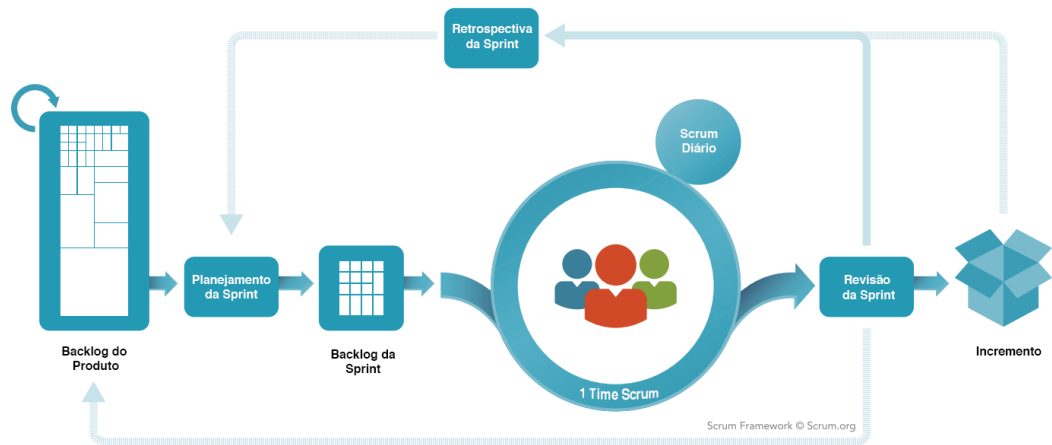 Retrospectiva
da Sprint
Scrum
Diário
Planejamento
da Sprint
Revisão
da Sprint
Backlog do
Produto
Backlog da
Sprint
Incremento
1 Time Scrum
Scrum Framework © Scrum.org